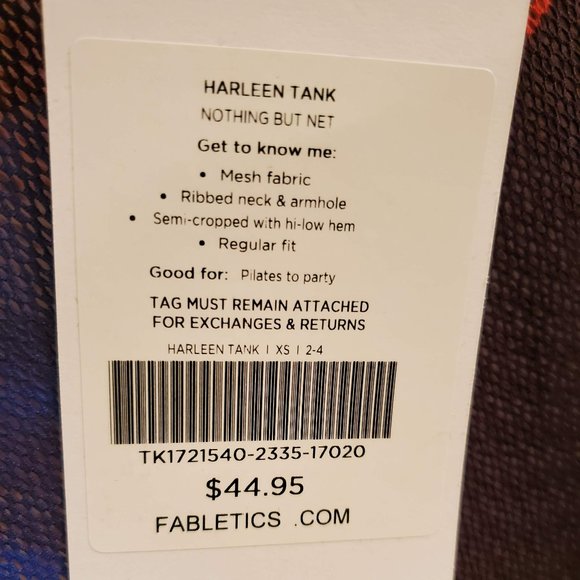 HARLEEN TANK
NOTHING BUT NET
Get to know me:
• Mesh fabric
• Ribbed neck & armhole
• Semi-cropped with hi-low hem
• Regular fit
Good for: Pilates to party
TAG MUST REMAIN ATTACHED
FOR EXCHANGES & RETURNS
HARLEEN TANK | XS | 2-4
TK1721540-2335-17020
$44.95
FABLETICS .COM